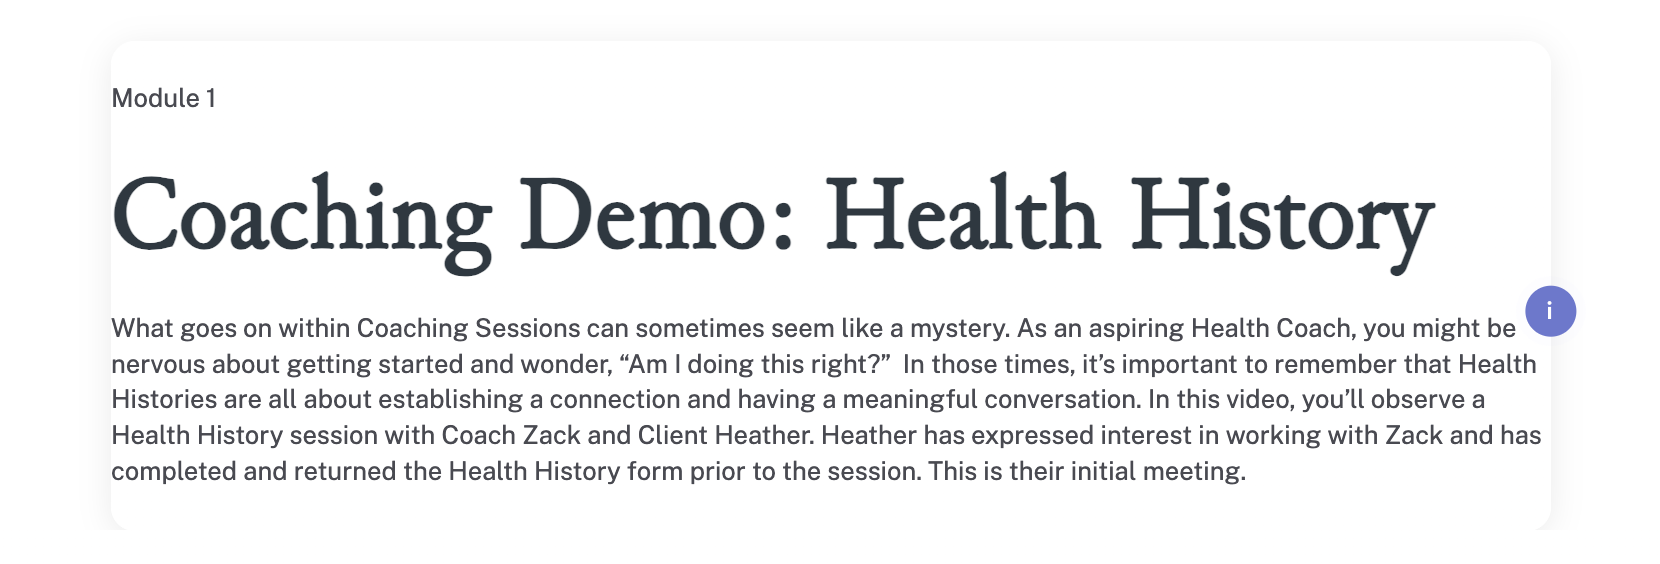 Module 1
Coaching Demo: Health History
i
What goes on within Coaching Sessions can sometimes seem like a mystery. As an aspiring Health Coach, you might be
nervous about getting started and wonder, “Am I doing this right?”  In those times, it’s important to remember that Health
Histories are all about establishing a connection and having a meaningful conversation. In this video, you’ll observe a
Health History session with Coach Zack and Client Heather. Heather has expressed interest in working with Zack and has
completed and returned the Health History form prior to the session. This is their initial meeting.